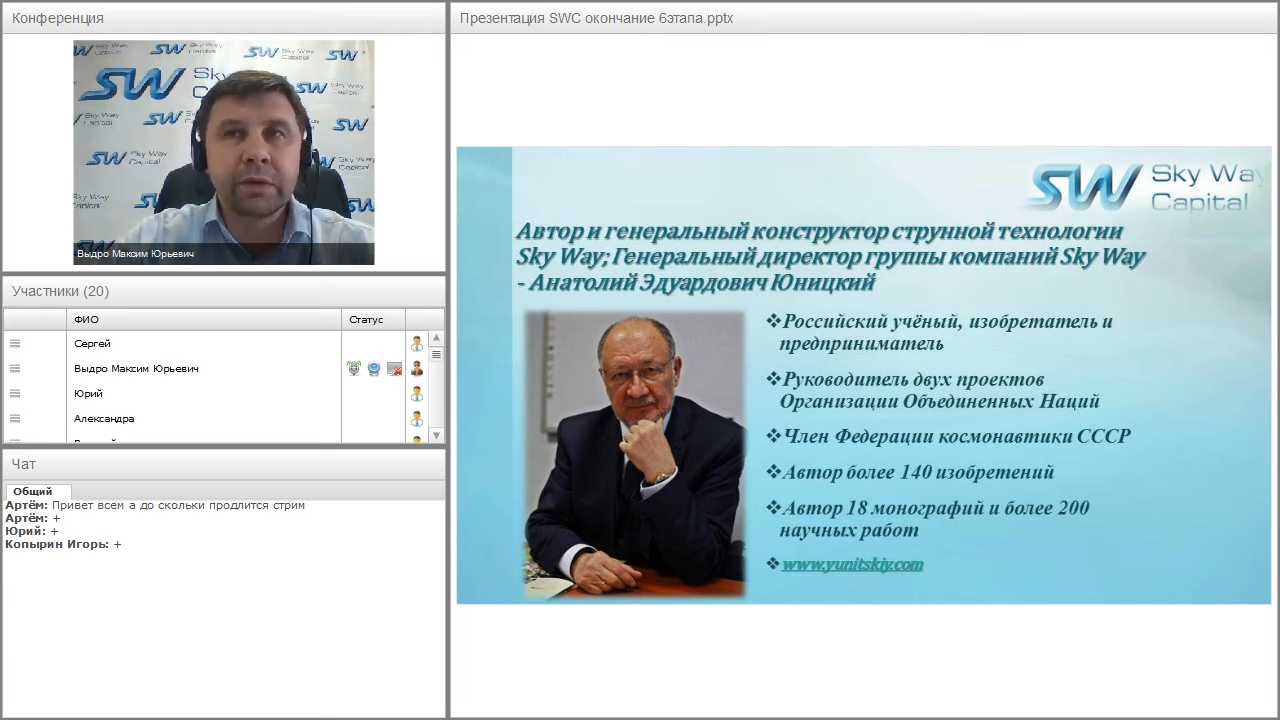 Конференция
SW Sky Way
Capital
Выдро Максим Юрьевич
Участники (20)
ФИО Статус
Сергей
Выдро Максим Юрьевич
Юрий
Александра
Чат
Общий
Артём: Привет всем а до скольки продлится стрим
Артём: +
Юрий: +
Копырин Игорь: +
Презентация SWC окончание 6этапа.pptx
SW Sky Way
Capital
Автор и генеральный конструктор струнной технологии
Sky Way; Генеральный директор группы компаний Sky Way
- Анатолий Эдуардович Юницкий
❖Российский учёный, изобретатель и
предприниматель
❖Руководитель двух проектов
Организации Объединенных Наций
❖Член Федерации космонавтики СССР
❖Автор более 140 изобретений
❖Автор 18 монографий и более 200
научных работ
❖www.yunitskiy.com